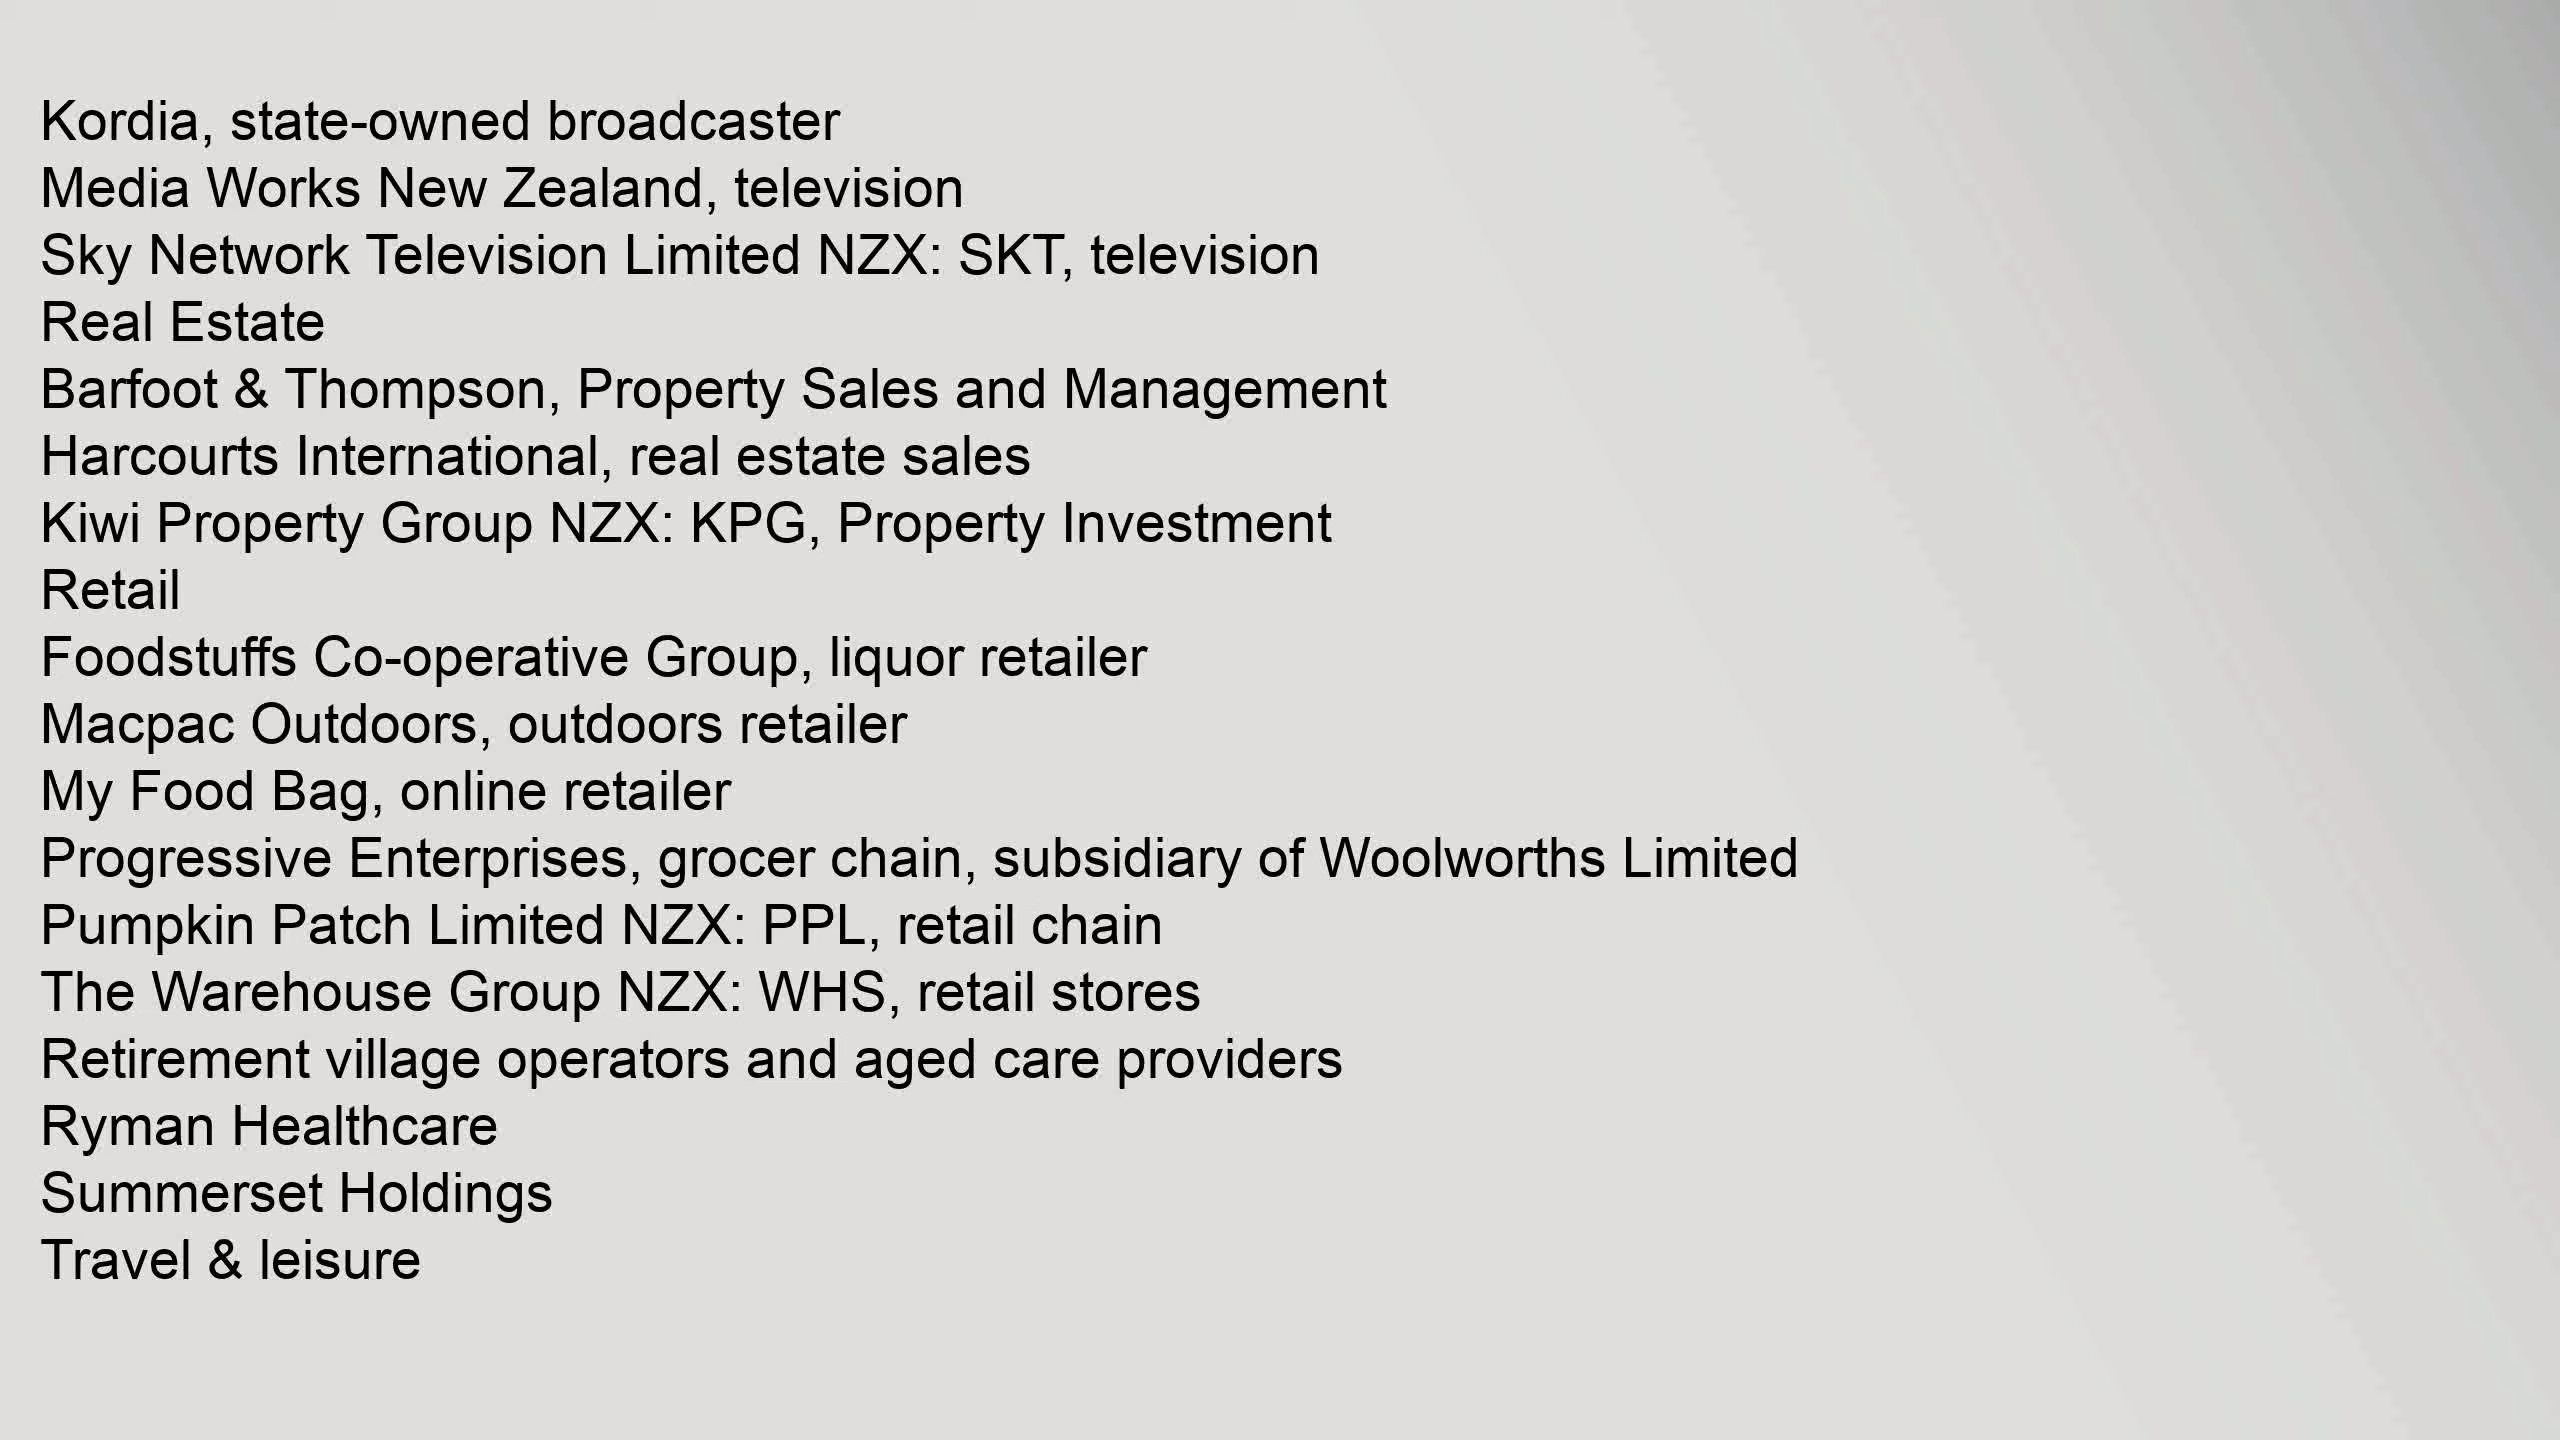 Kordia, state-owned broadcaster
Media Works New Zealand, television
Sky Network Television Limited NZX: SKT, television
Real Estate
Barfoot & Thompson, Property Sales and Management
Harcourts International, real estate sales
Kiwi Property Group NZX: KPG, Property Investment
Retail
Foodstuffs Co-operative Group, liquor retailer
Macpac Outdoors, outdoors retailer
My Food Bag, online retailer
Progressive Enterprises, grocer chain, subsidiary of Woolworths Limited
Pumpkin Patch Limited NZX: PPL, retail chain
The Warehouse Group NZX: WHS, retail stores
Retirement village operators and aged care providers
Ryman Healthcare
Summerset Holdings
Travel & leisure